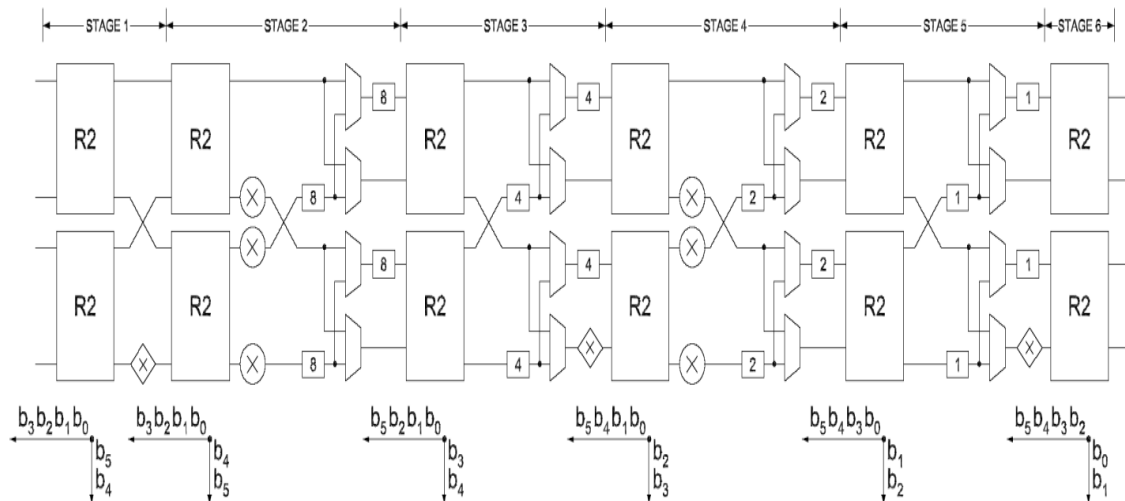 STAGE 1 STAGE 2 STAGE 3 STAGE 4 STAGE 5 STAGE 6
8 4 2 1
R2 R2 R2 R2 R2 R2
8 4 2 1
8 4 2 1
R2 R2 R2 R2 R2 R2
8 4 2 1
b₃b₂b₁b₀ b₃b₂b₁b₀ b₅b₂b₁b₀ b₅b₄b₁b₀ b₅b₄b₃b₀ b₅b₄b₃b₂
b₅ b₄ b₃ b₂ b₁ b₀
b₄ b₅ b₄ b₃ b₂ b₁